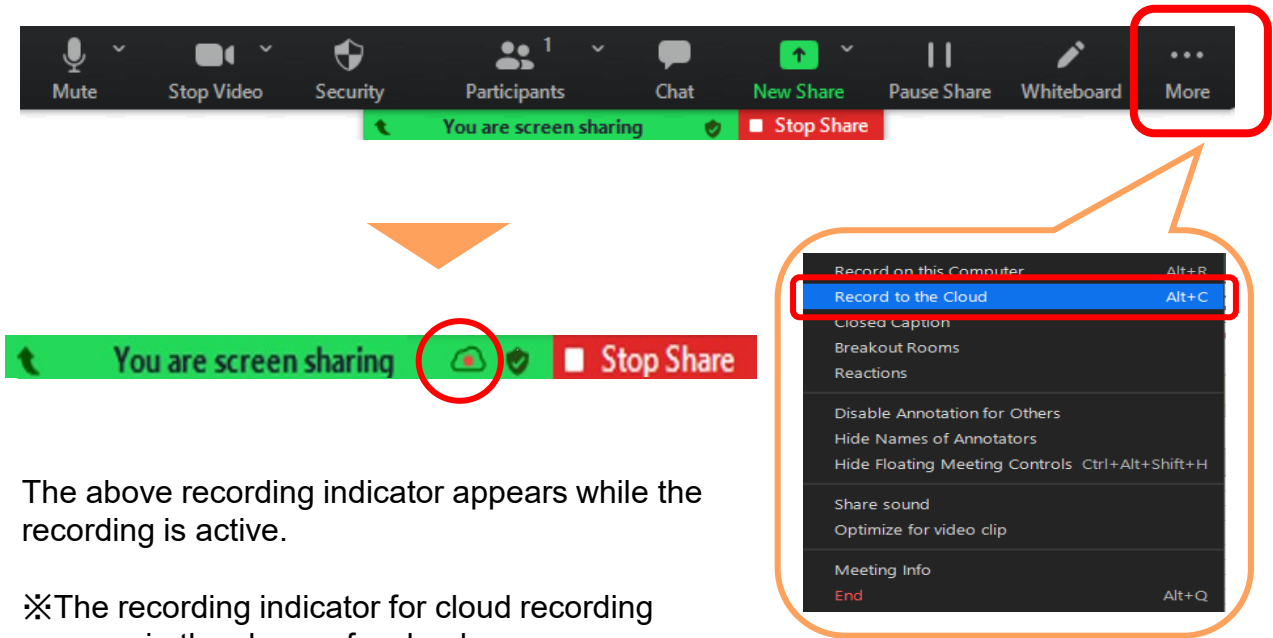 1
Mute Stop Video Security Participants Chat New Share Pause Share Whiteboard More
You are screen sharing Stop Share
Record on this Computer Alt+R
Record to the Cloud Alt+C
Closed Caption
Breakout Rooms
Reactions
Disable Annotation for Others
Hide Names of Annotators
Hide Floating Meeting Controls Ctrl+Alt+Shift+H
Share sound
Optimize for video clip
Meeting Info
End Alt+Q
You are screen sharing Stop Share
The above recording indicator appears while the
recording is active.
※The recording indicator for cloud recording